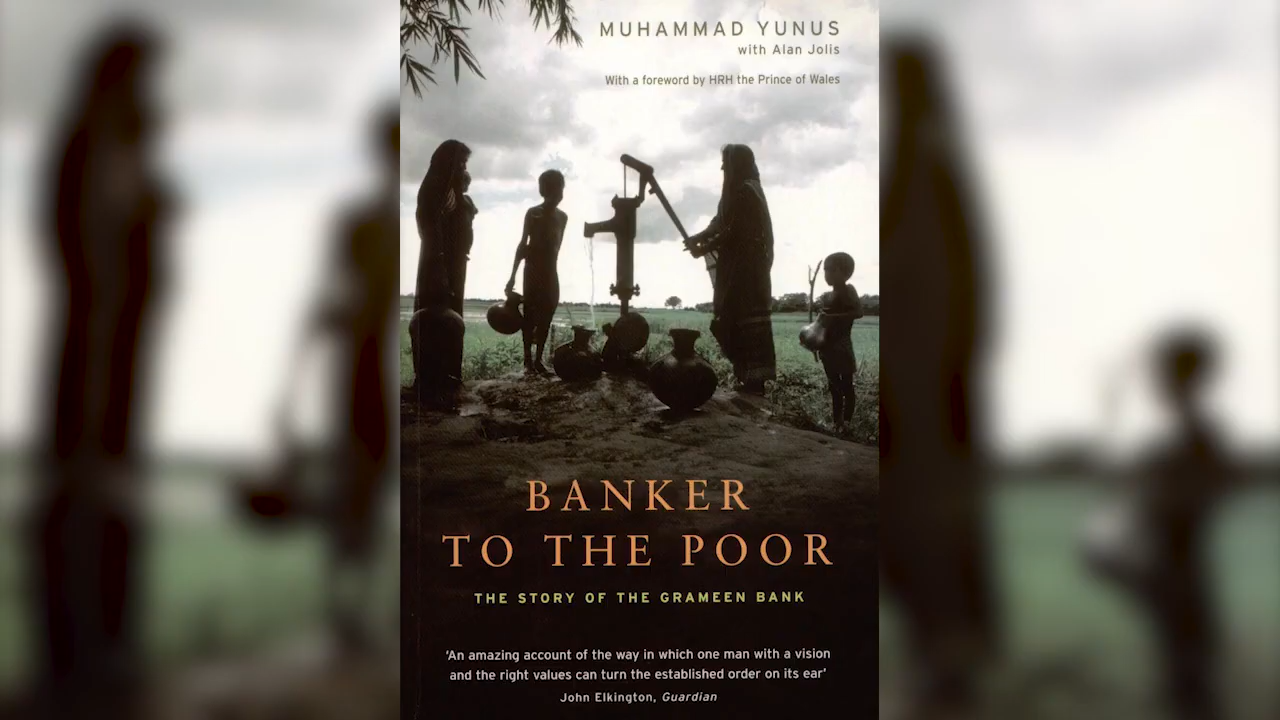 MUHAMMAD YUNUS
with Alan Jolis
With a foreword by HRH the Prince of Wales
BANKER
TO THE POOR
THE STORY OF THE GRAMEEN BANK
‘An amazing account of the way in which one man with a vision
and the right values can turn the established order on its ear’
John Elkington, Guardian